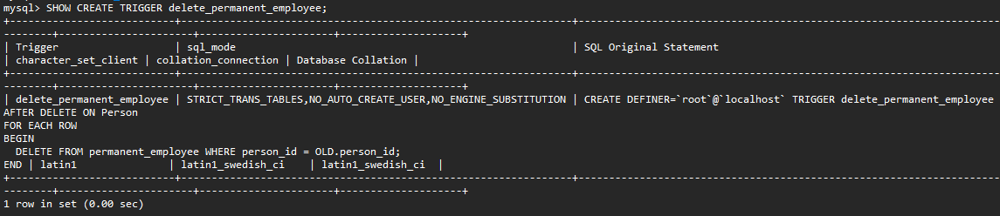 mysql> SHOW CREATE TRIGGER delete_permanent_employee;
+--------------------------+------------------------------------------------------------+----------------------------------------------------------------
--------+----------------------+----------------------+--------------------+
| Trigger                  | sql_mode                                                   | SQL Original Statement
| character_set_client | collation_connection | Database Collation |
+--------------------------+------------------------------------------------------------+----------------------------------------------------------------
--------+----------------------+----------------------+--------------------+
| delete_permanent_employee | STRICT_TRANS_TABLES,NO_AUTO_CREATE_USER,NO_ENGINE_SUBSTITUTION | CREATE DEFINER=`root`@`localhost` TRIGGER delete_permanent_employee
AFTER DELETE ON Person
FOR EACH ROW
BEGIN
  DELETE FROM permanent_employee WHERE person_id = OLD.person_id;
END | latin1               | latin1_swedish_ci    | latin1_swedish_ci  |
+--------------------------+------------------------------------------------------------+----------------------------------------------------------------
--------+----------------------+----------------------+--------------------+
1 row in set (0.00 sec)